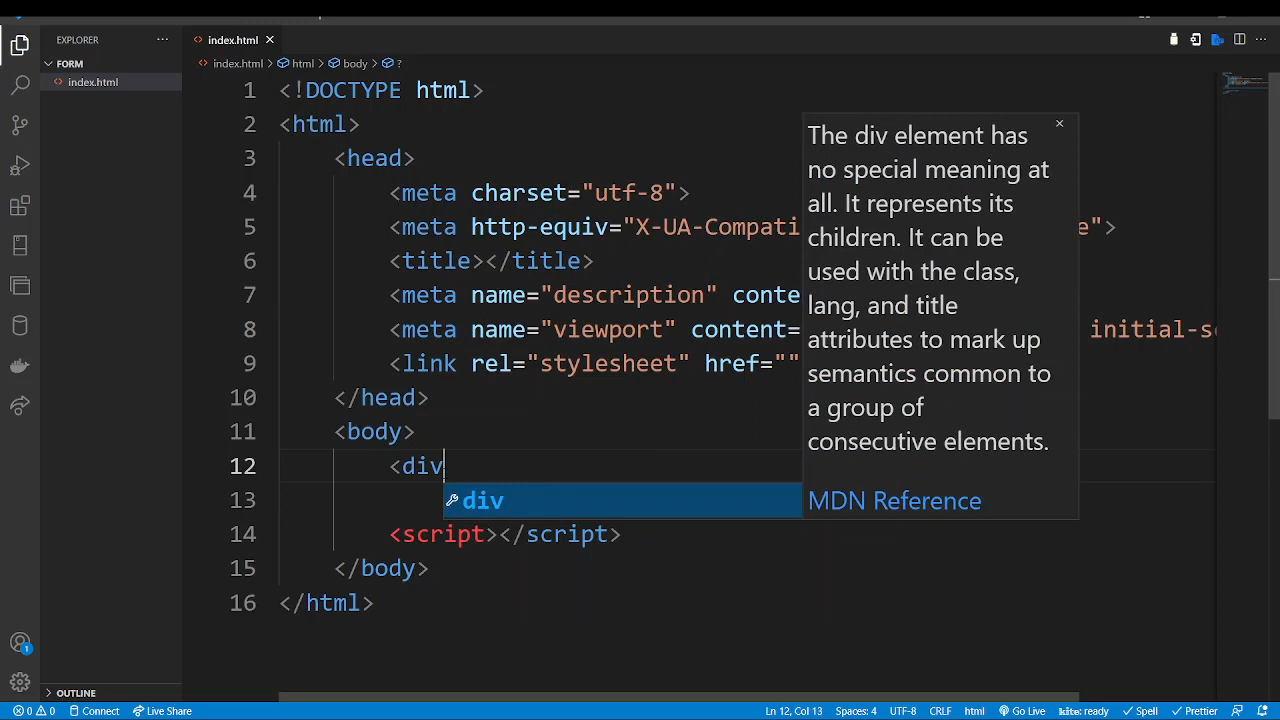 EXPLORER
FORM
index.html
index.html
index.html > html > body > ?
1 <!DOCTYPE html>
2 <html>
3 <head>
4 <meta charset="utf-8">
5 <meta http-equiv="X-UA-Compati e">
6 <title></title>
7 <meta name="description" conte
8 <meta name="viewport" content= initial-sc
9 <link rel="stylesheet" href=""
10 </head>
11 <body>
12 <div
13
14 <script></script>
15 </body>
16 </html>
div
The div element has
no special meaning at
all. It represents its
children. It can be
used with the class,
lang, and title
attributes to mark up
semantics common to
a group of
consecutive elements.
MDN Reference
1
OUTLINE
0 0 Connect Live Share Ln 12, Col 13 Spaces: 4 UTF-8 CRLF html Go Live kite: ready Spell Prettier